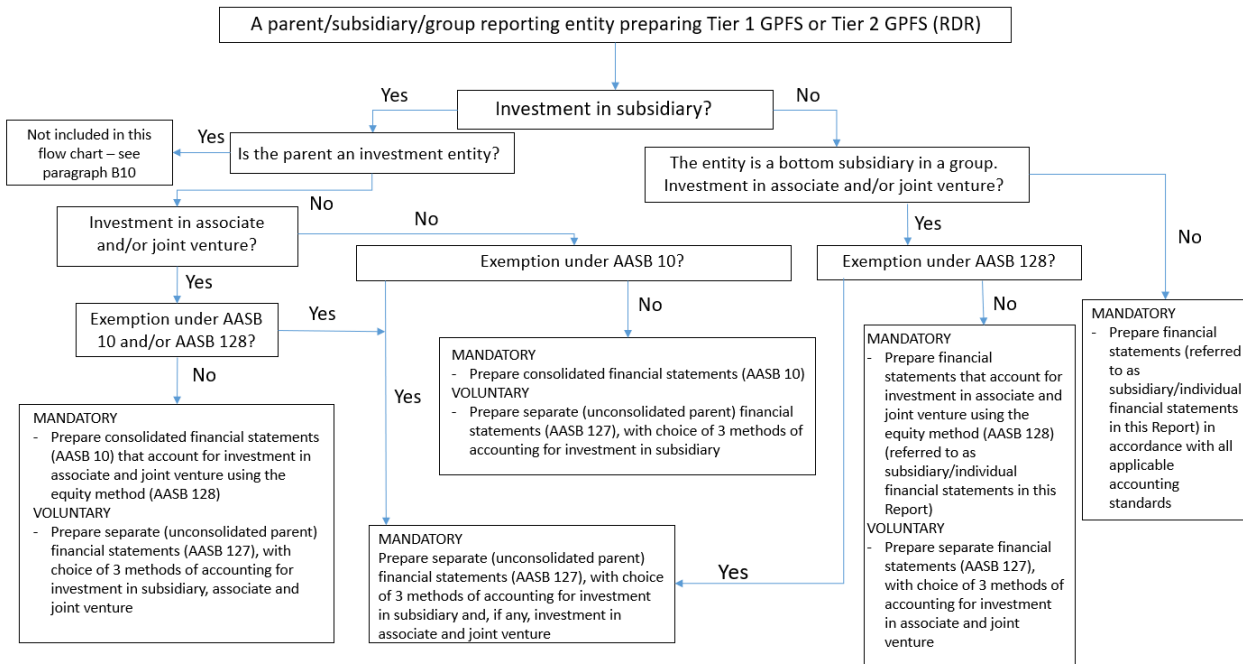 A parent/subsidiary/group reporting entity preparing Tier 1 GPFS or Tier 2 GPFS (RDR)
Yes
Investment in subsidiary?
No
Not included in this
flow chart – see
paragraph B10
Yes
Is the parent an investment entity?
The entity is a bottom subsidiary in a group.
Investment in associate and/or joint venture?
No
Investment in associate
and/or joint venture?
No
Yes
No
Exemption under AASB 10?
Exemption under AASB 128?
Yes
Exemption under AASB
10 and/or AASB 128?
Yes
No
No
No
Yes
MANDATORY
- Prepare consolidated financial statements
(AASB 10) that account for investment in
associate and joint venture using the
equity method (AASB 128)
VOLUNTARY
- Prepare separate (unconsolidated parent)
financial statements (AASB 127), with
choice of 3 methods of accounting for
investment in subsidiary, associate and
joint venture
MANDATORY
- Prepare consolidated financial statements (AASB 10)
VOLUNTARY
- Prepare separate (unconsolidated parent) financial
statements (AASB 127), with choice of 3 methods of
accounting for investment in subsidiary
MANDATORY
Prepare separate (unconsolidated parent)
financial statements (AASB 127), with choice
of 3 methods of accounting for investment
in subsidiary and, if any, investment in
associate and joint venture
Yes
MANDATORY
- Prepare financial
statements that account for
investment in associate and
joint venture using the
equity method (AASB 128)
(referred to as
subsidiary/individual
financial statements in this
Report)
VOLUNTARY
- Prepare separate financial
statements (AASB 127),
with choice of 3 methods of
accounting for investment
in associate and joint
venture
MANDATORY
- Prepare financial
statements (referred
to as
subsidiary/individual
financial statements
in this Report) in
accordance with all
applicable
accounting
standards